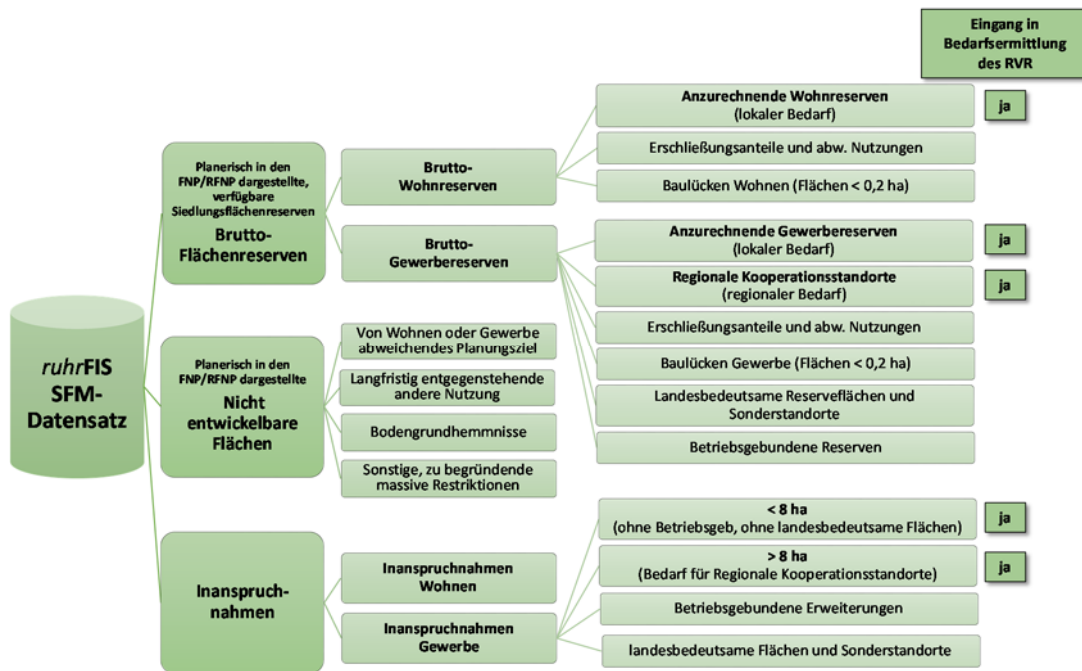 Eingang in
Bedarfsermittlung
des RVR
Anzurechnende Wohnreserven
(lokaler Bedarf)
ja
Erschließungsanteile und abw. Nutzungen
Baulücken Wohnen (Flächen < 0,2 ha)
Planerisch in den
FNP/RFNP dargestellte,
verfügbare
Siedlungsflächenreserven
Brutto-
Flächenreserven
Brutto-
Wohnreserven
Brutto-
Gewerbereserven
Anzurechnende Gewerbereserven
(lokaler Bedarf)
ja
Regionale Kooperationsstandorte
(regionaler Bedarf)
ja
Erschließungsanteile und abw. Nutzungen
Baulücken Gewerbe (Flächen < 0,2 ha)
Landesbedeutsame Reserveflächen und
Sonderstandorte
Betriebsgebundene Reserven
ruhrFIS
SFM-
Datensatz
Planerisch in den
FNP/RFNP dargestellte
Nicht
entwickelbare
Flächen
Von Wohnen oder Gewerbe
abweichendes Planungsziel
Langfristig entgegenstehende
andere Nutzung
Bodengrundhemmnisse
Sonstige, zu begründende
massive Restriktionen
Inanspruch-
nahmen
Inanspruchnahmen
Wohnen
Inanspruchnahmen
Gewerbe
< 8 ha
(ohne Betriebsgeb, ohne landesbedeutsame Flächen)
ja
> 8 ha
(Bedarf für Regionale Kooperationsstandorte)
ja
Betriebsgebundene Erweiterungen
landesbedeutsame Flächen und Sonderstandorte